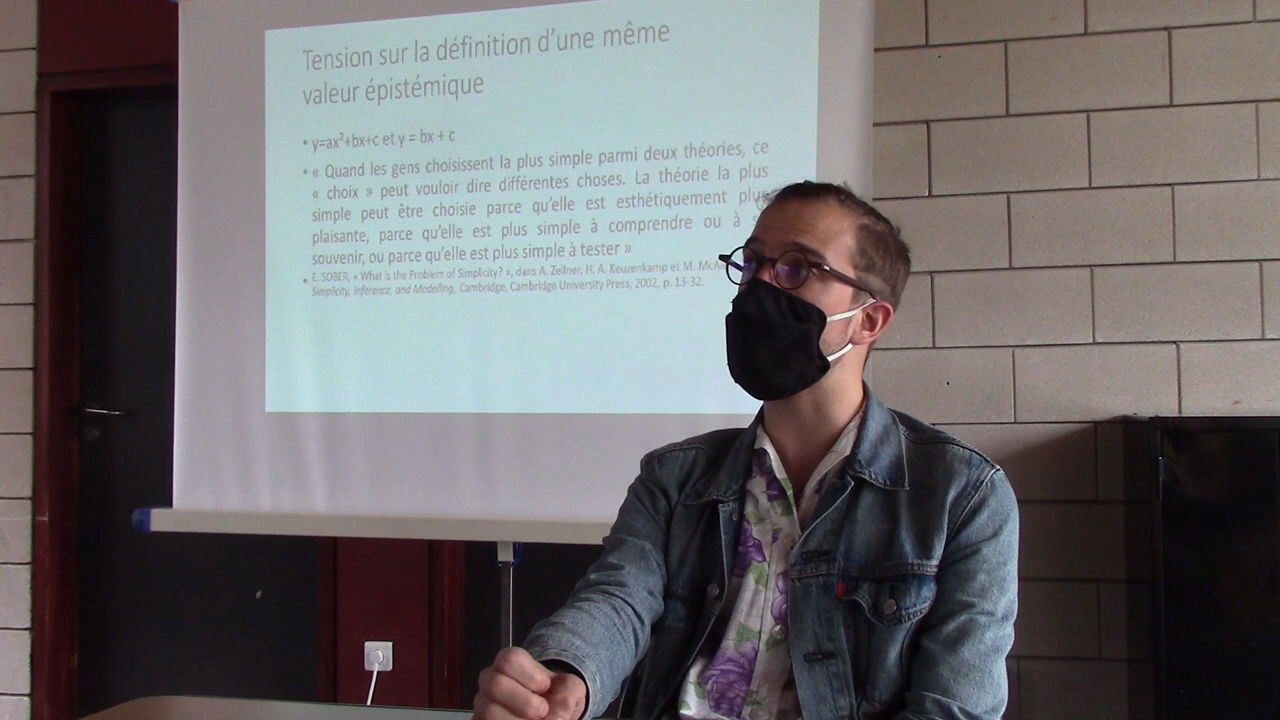 Tension sur la définition d'une même
valeur épistémique
• y=ax²+bx+c et y = bx + c
• « Quand les gens choisissent la plus simple parmi deux théories, ce
« choix » peut vouloir dire différentes choses. La théorie la plus
simple peut être choisie parce qu'elle est esthétiquement plus
plaisante, parce qu'elle est plus simple à comprendre ou à
souvenir, ou parce qu'elle est plus simple à tester »
• E. SOBER, « What is the Problem of Simplicity? », dans A. Zellner, H. A. Keuzenkamp et M.
Simplicity, Inference, and Modelling, Cambridge, Cambridge University Press, 2002, p. 13-32.